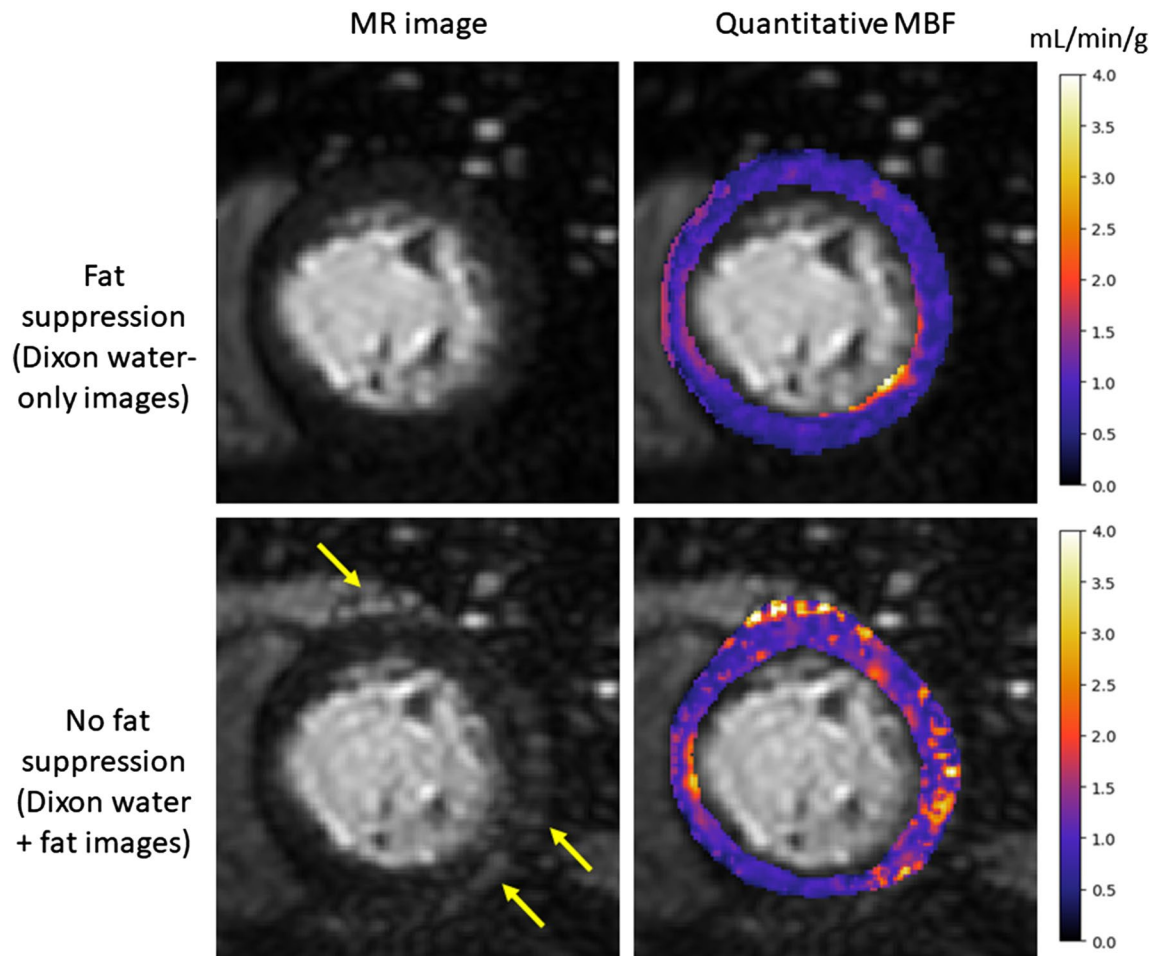 MR image
Quantitative MBF
mL/min/g
Fat
suppression
(Dixon water-
only images)
4.0
3.5
3.0
2.5
2.0
1.5
1.0
0.5
0.0
No fat
suppression
(Dixon water
+ fat images)
4.0
3.5
3.0
2.5
2.0
1.5
1.0
0.5
0.0